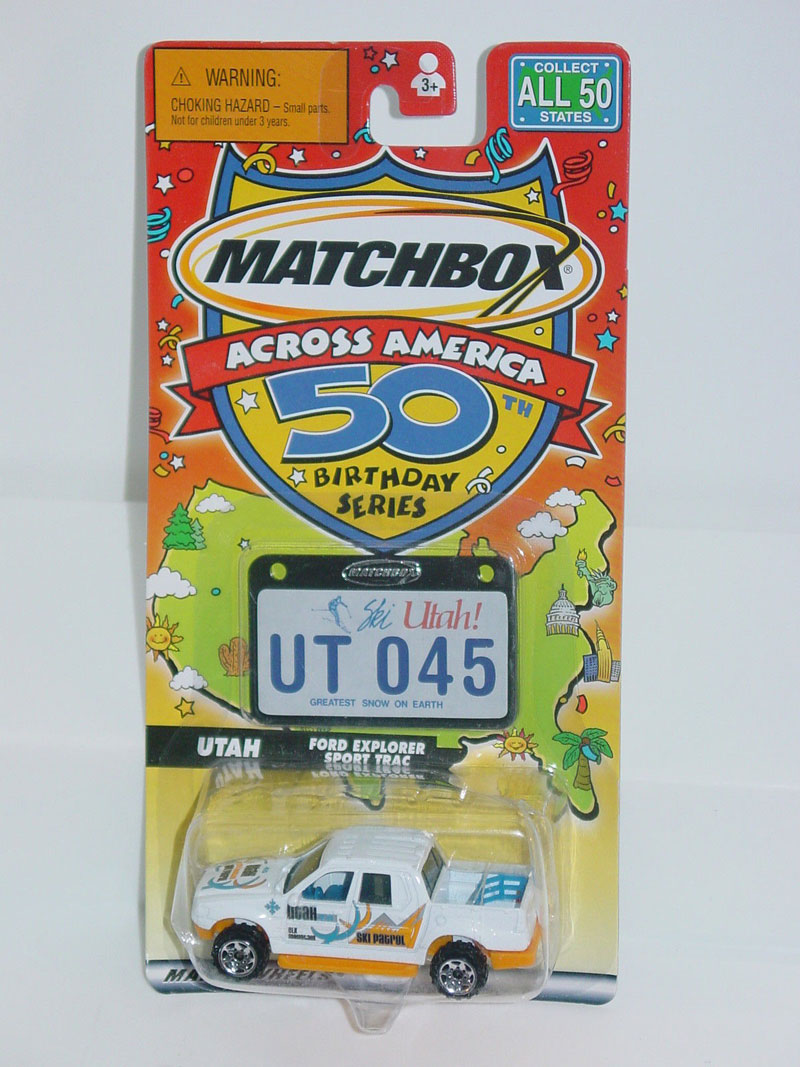 WARNING:
CHOKING HAZARD – Small parts.
Not for children under 3 years.
3+
COLLECT
ALL 50
STATES
MATCHBOX®
ACROSS AMERICA
50TH
BIRTHDAY
SERIES
MATCHBOX
Ski Utah!
UT 045
GREATEST SNOW ON EARTH
UTAH
FORD EXPLORER
SPORT TRAC
UTAH
SKI PATROL
WHEELS